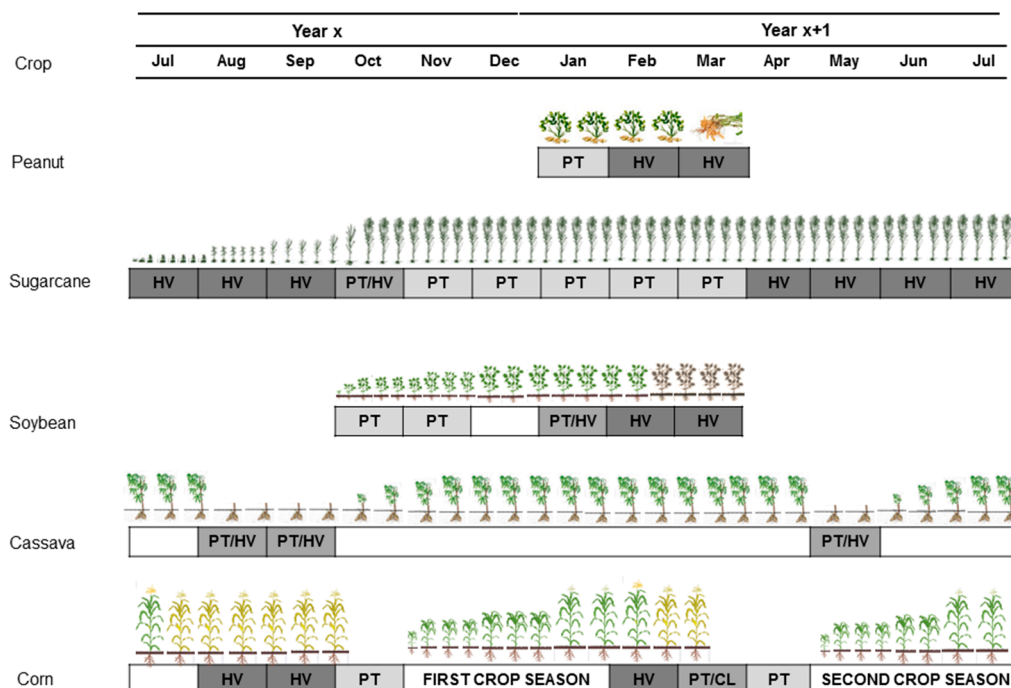 Year x Year x+1
Crop Jul Aug Sep Oct Nov Dec Jan Feb Mar Apr May Jun Jul
Peanut PT HV HV
Sugarcane HV HV HV PT/HV PT PT PT PT PT HV HV HV HV
Soybean PT PT PT/HV HV HV
Cassava PT/HV PT/HV PT/HV
Corn HV HV PT FIRST CROP SEASON HV PT/CL PT SECOND CROP SEASON